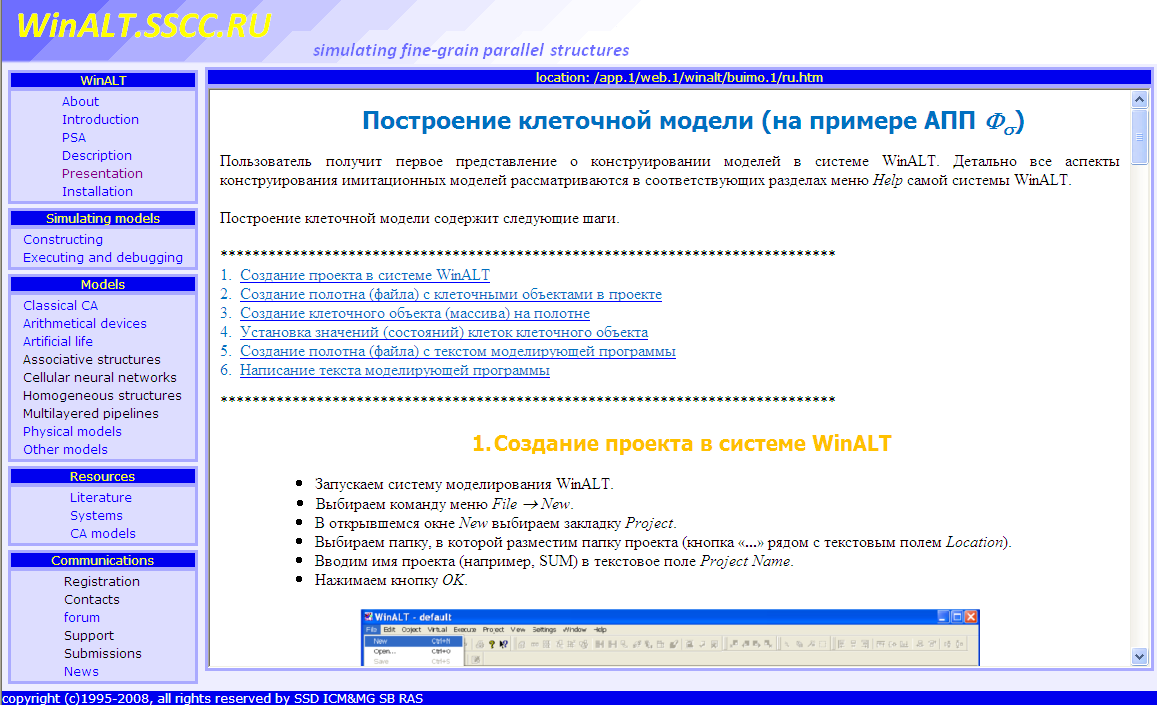 WinALT.SSCC.RU
simulating fine-grain parallel structures
WinALT
About
Introduction
PSA
Description
Presentation
Installation
Simulating models
Constructing
Executing and debugging
Models
Classical CA
Arithmetical devices
Artificial life
Associative structures
Cellular neural networks
Homogeneous structures
Multilayered pipelines
Physical models
Other models
Resources
Literature
Systems
CA models
Communications
Registration
Contacts
forum
Support
Submissions
News
location: /app.1/web.1/winalt/buimo.1/ru.htm
Построение клеточной модели (на примере АПП Φσ)
Пользователь получит первое представление о конструировании моделей в системе WinALT. Детально все аспекты
конструирования имитационных моделей рассматриваются в соответствующих разделах меню Help самой системы WinALT.
Построение клеточной модели содержит следующие шаги.
******************************************************************************
1. Создание проекта в системе WinALT
2. Создание полотна (файла) с клеточными объектами в проекте
3. Создание клеточного объекта (массива) на полотне
4. Установка значений (состояний) клеток клеточного объекта
5. Создание полотна (файла) с текстом моделирующей программы
6. Написание текста моделирующей программы
******************************************************************************
1. Создание проекта в системе WinALT
• Запускаем систему моделирования WinALT.
• Выбираем команду меню File → New.
• В открывшемся окне New выбираем закладку Project.
• Выбираем папку, в которой разместим папку проекта (кнопка «...» рядом с текстовым полем Location).
• Вводим имя проекта (например, SUM) в текстовое поле Project Name.
• Нажимаем кнопку OK.
WinALT - default
File Edit Object Virtual Execute Project View Settings Window Help
New Ctrl+N
Open... Ctrl+O
Save Ctrl+S
copyright (c)1995-2008, all rights reserved by SSD ICM&MG SB RAS